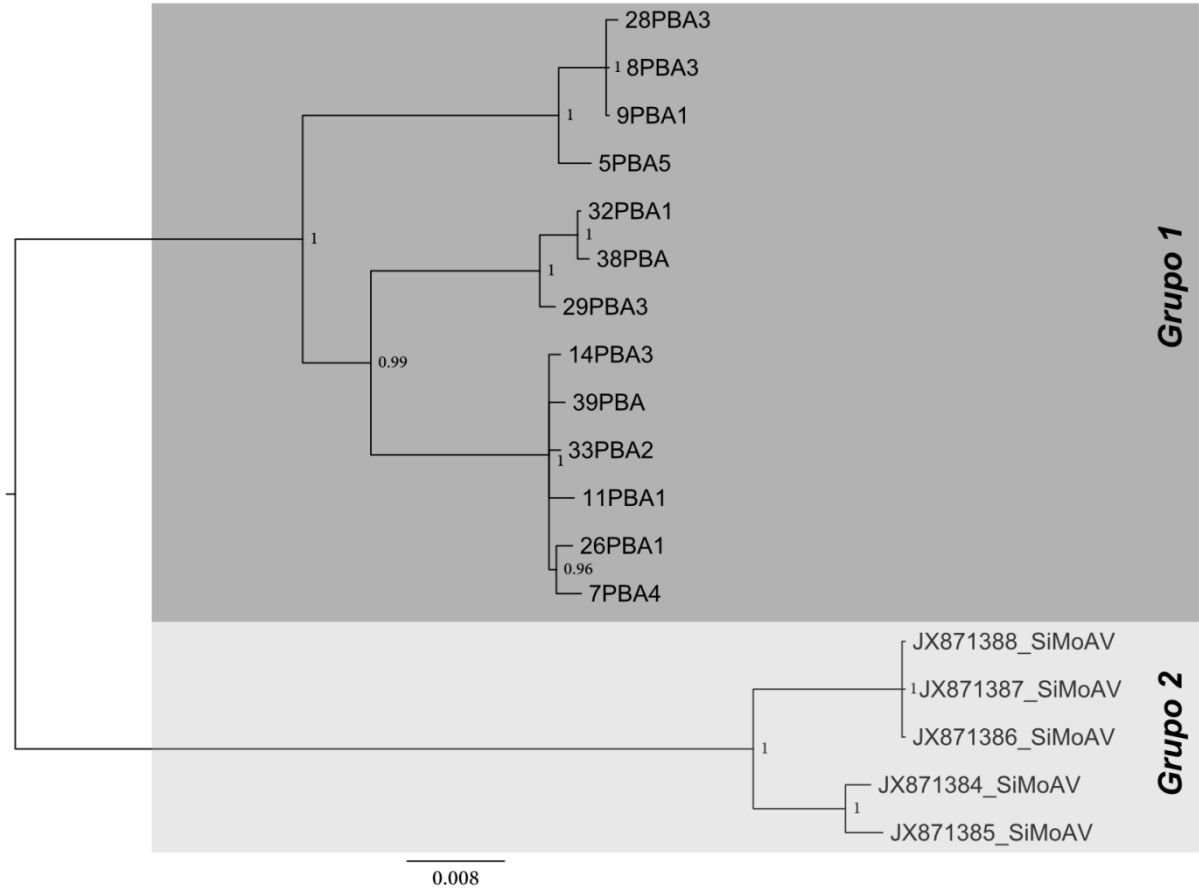 28PBA3
1 8PBA3
1 9PBA1
5PBA5
32PBA1
1
1 38PBA
1
29PBA3
14PBA3
0.99
39PBA
33PBA2
1
11PBA1
26PBA1
0.96
7PBA4
Grupo 1
JX871388_SiMoAV
1 JX871387_SiMoAV
JX871386_SiMoAV
1
JX871384_SiMoAV
1
JX871385_SiMoAV
Grupo 2
0.008